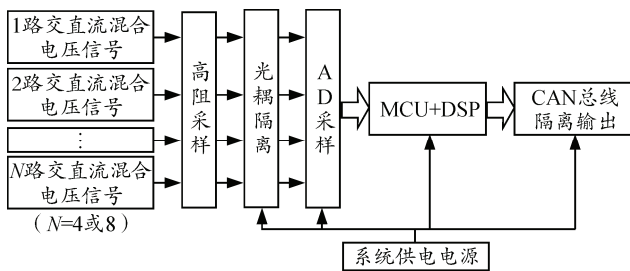 1路交直流混合
电压信号
2路交直流混合
电压信号
⋮
N路交直流混合
电压信号
（N=4或8）
高阻采样
光耦隔离
AD采样
MCU+DSP
CAN总线
隔离输出
系统供电电源